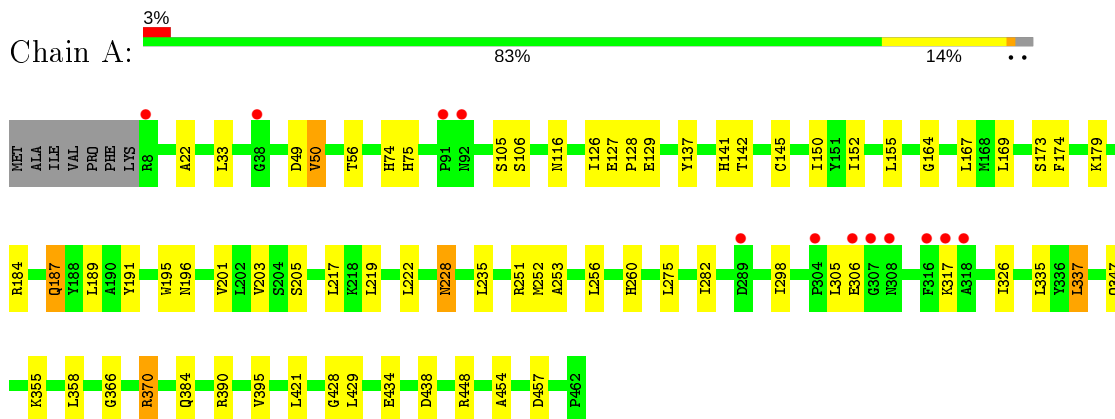 3%
Chain A:
83% 14% • •
MET ALA ILE VAL PRO PHE LYS R8 A22 L33 G38 D49 V50 T56 H74 H75 P91 N92 S105 S106 N116 I126 E127 P128 E129 Y137 H141 T142 C145 I150 Y151 I152 L155 G164 L167 M168 L169 S173 F174 K179
R184 Q187 Y188 L189 A190 Y191 W195 N196 V201 L202 V203 S204 S205 L217 K218 L219 L222 N228 L235 R251 M252 A253 L256 H260 L275 I282 D289 I298 P304 L305 E306 G307 N308 F316 K317 A318 I326 L335 Y336 L337
K355 L358 G366 R370 Q384 R390 V395 L421 G428 L429 E434 D438 R448 A454 D457 P462